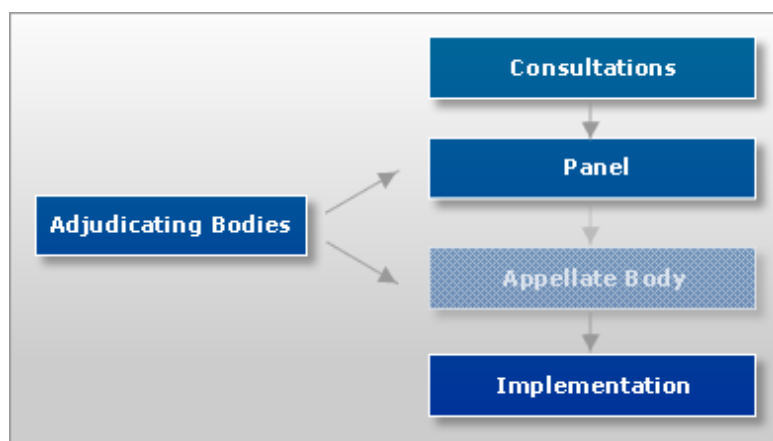 Consultations
Panel
Adjudicating Bodies
Appellate Body
Implementation